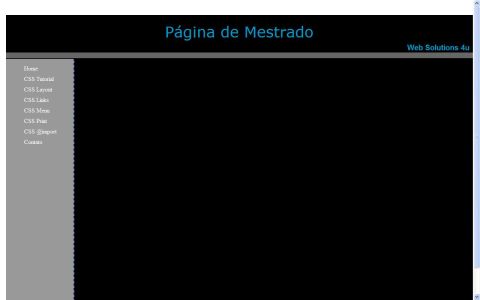 Página de Mestrado
Web Solutions 4u
Home
CSS Tutorial
CSS Layout
CSS Links
CSS Menu
CSS Print
CSS @import
Contato